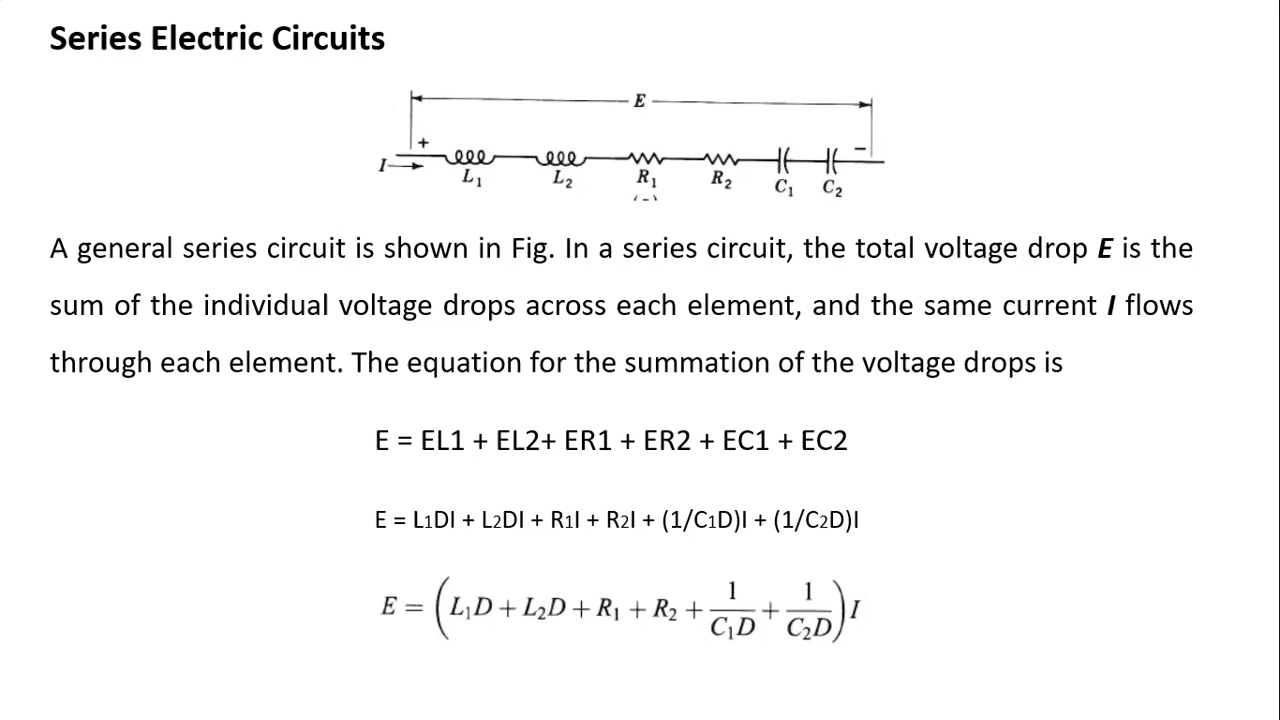 Series Electric Circuits
E
+ −
I
L₁ L₂ R₁ R₂ C₁ C₂
A general series circuit is shown in Fig. In a series circuit, the total voltage drop E is the
sum of the individual voltage drops across each element, and the same current I flows
through each element. The equation for the summation of the voltage drops is
E = EL1 + EL2+ ER1 + ER2 + EC1 + EC2
E = L1DI + L2DI + R1I + R2I + (1/C1D)I + (1/C2D)I
E = (L₁D + L₂D + R₁ + R₂ + 1/C₁D + 1/C₂D) I